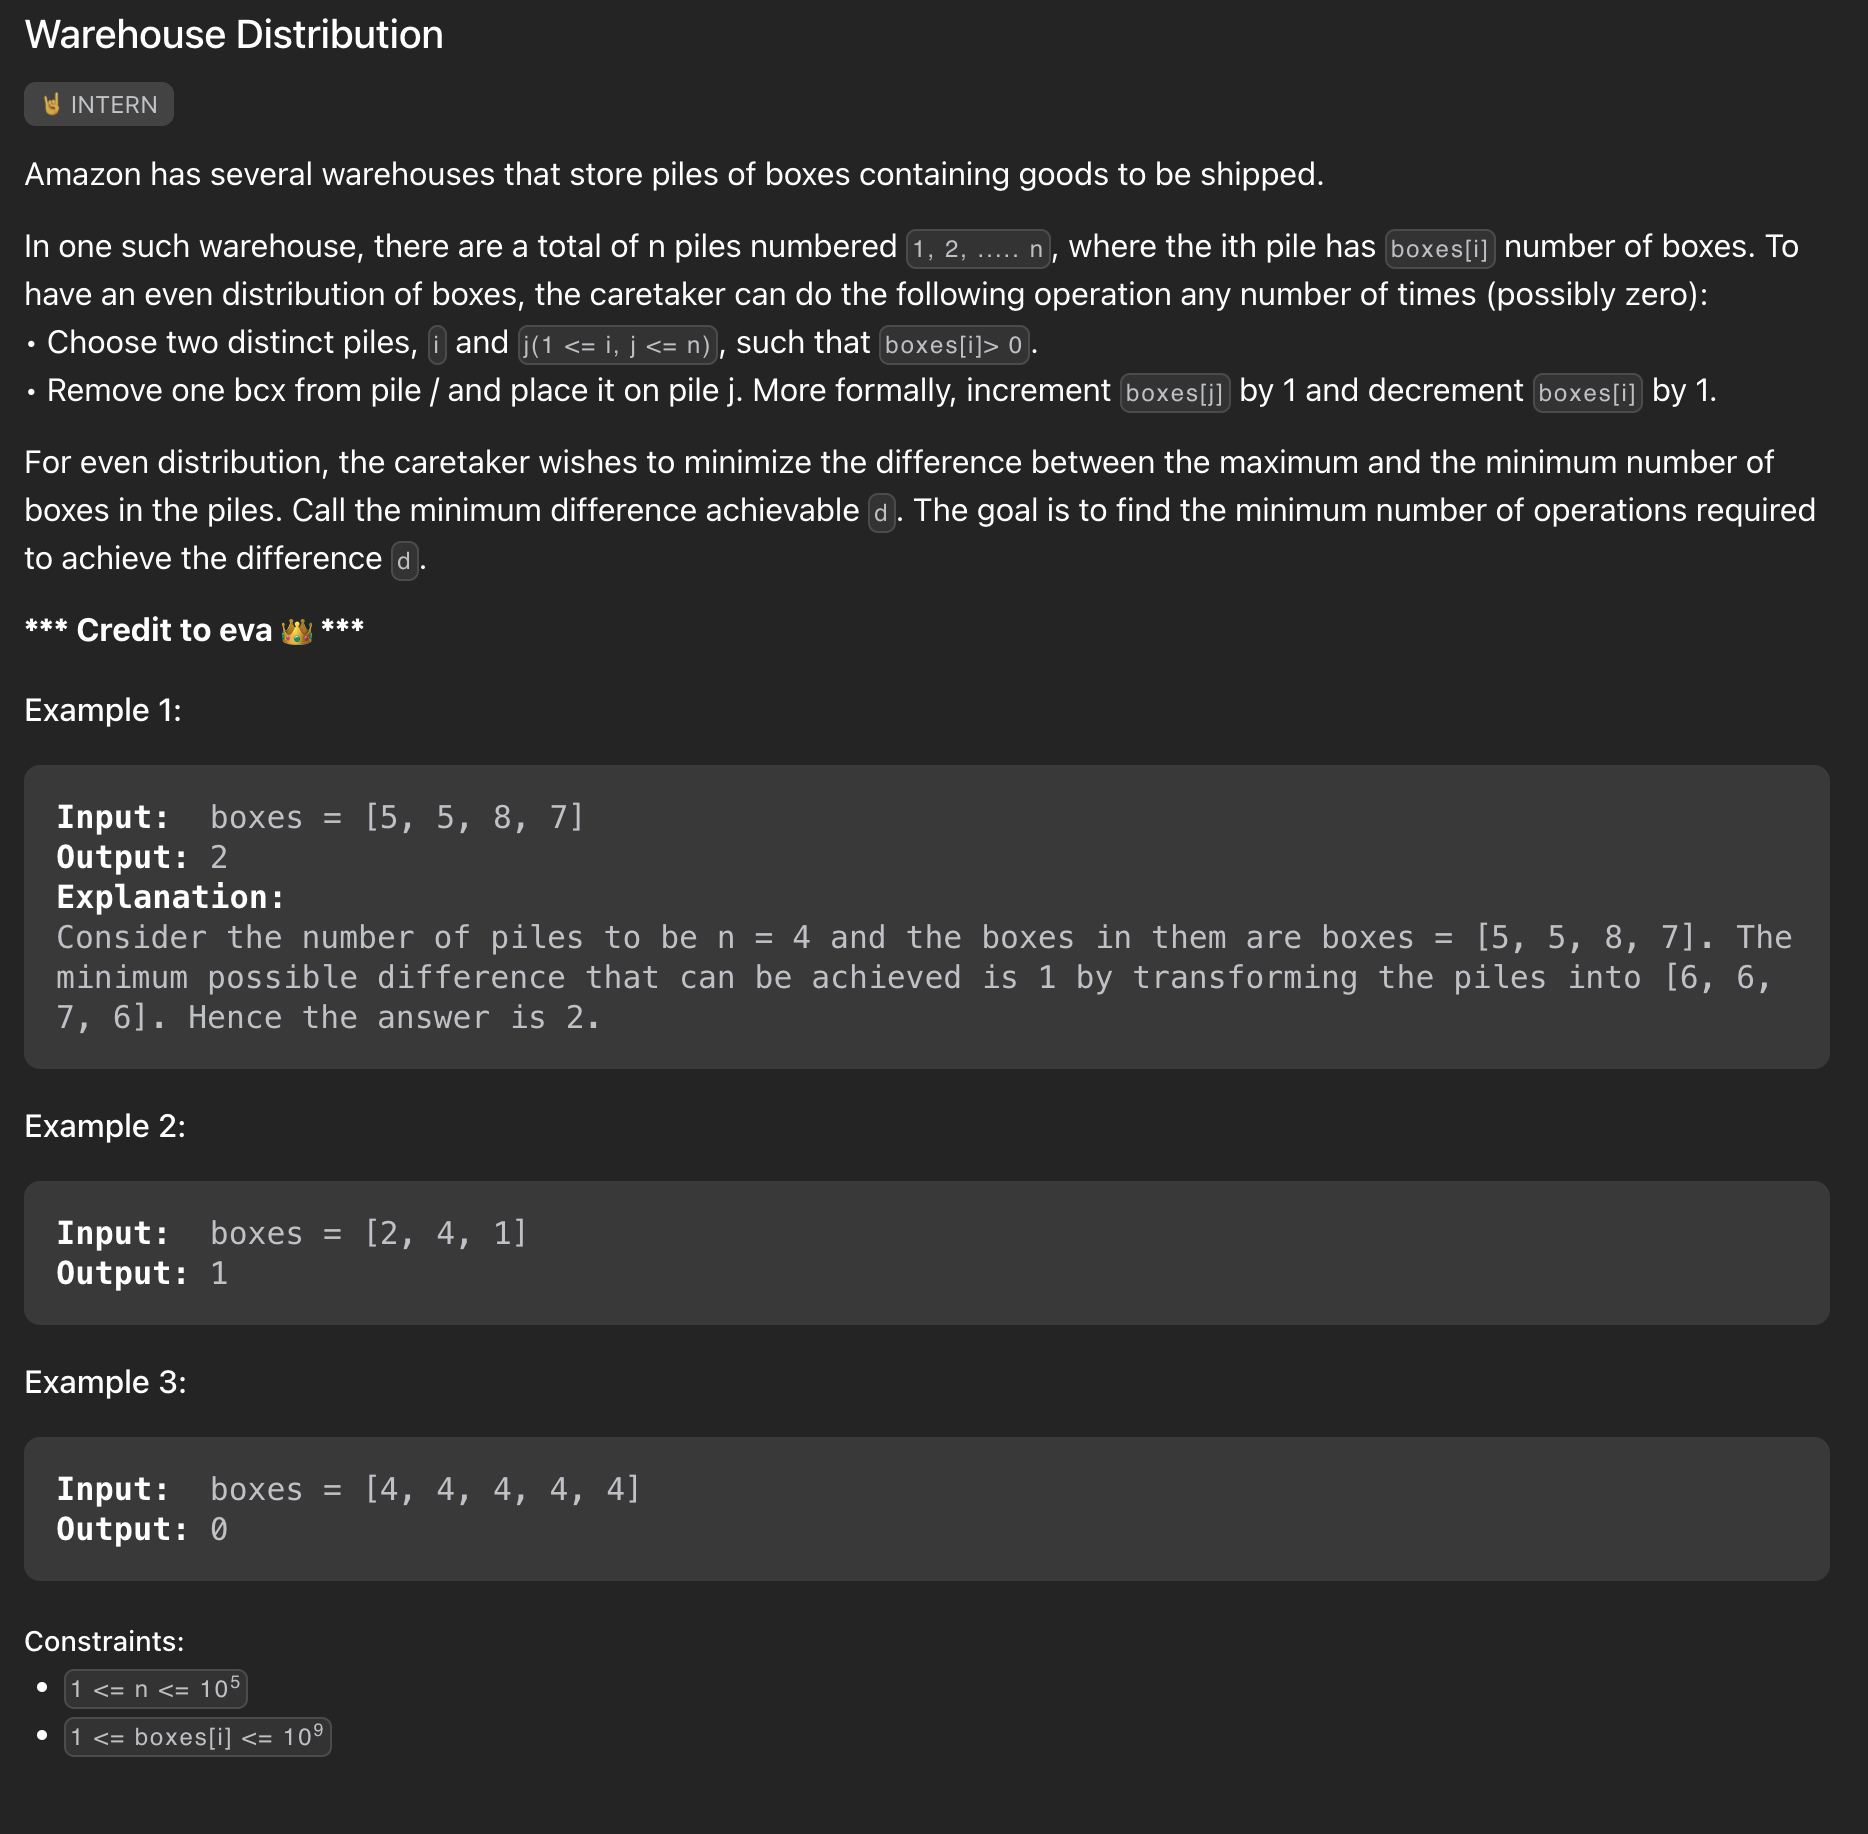 Warehouse Distribution
🤘 INTERN
Amazon has several warehouses that store piles of boxes containing goods to be shipped.
In one such warehouse, there are a total of n piles numbered 1, 2, ..... n, where the ith pile has boxes[i] number of boxes. To
have an even distribution of boxes, the caretaker can do the following operation any number of times (possibly zero):
• Choose two distinct piles, i and j(1 <= i, j <= n), such that boxes[i]> 0.
• Remove one bcx from pile / and place it on pile j. More formally, increment boxes[j] by 1 and decrement boxes[i] by 1.
For even distribution, the caretaker wishes to minimize the difference between the maximum and the minimum number of
boxes in the piles. Call the minimum difference achievable d. The goal is to find the minimum number of operations required
to achieve the difference d.
*** Credit to eva 👑 ***
Example 1:
Input:  boxes = [5, 5, 8, 7]
Output: 2
Explanation:
Consider the number of piles to be n = 4 and the boxes in them are boxes = [5, 5, 8, 7]. The
minimum possible difference that can be achieved is 1 by transforming the piles into [6, 6,
7, 6]. Hence the answer is 2.
Example 2:
Input:  boxes = [2, 4, 1]
Output: 1
Example 3:
Input:  boxes = [4, 4, 4, 4, 4]
Output: 0
Constraints:
• 1 <= n <= 10⁵
• 1 <= boxes[i] <= 10⁹